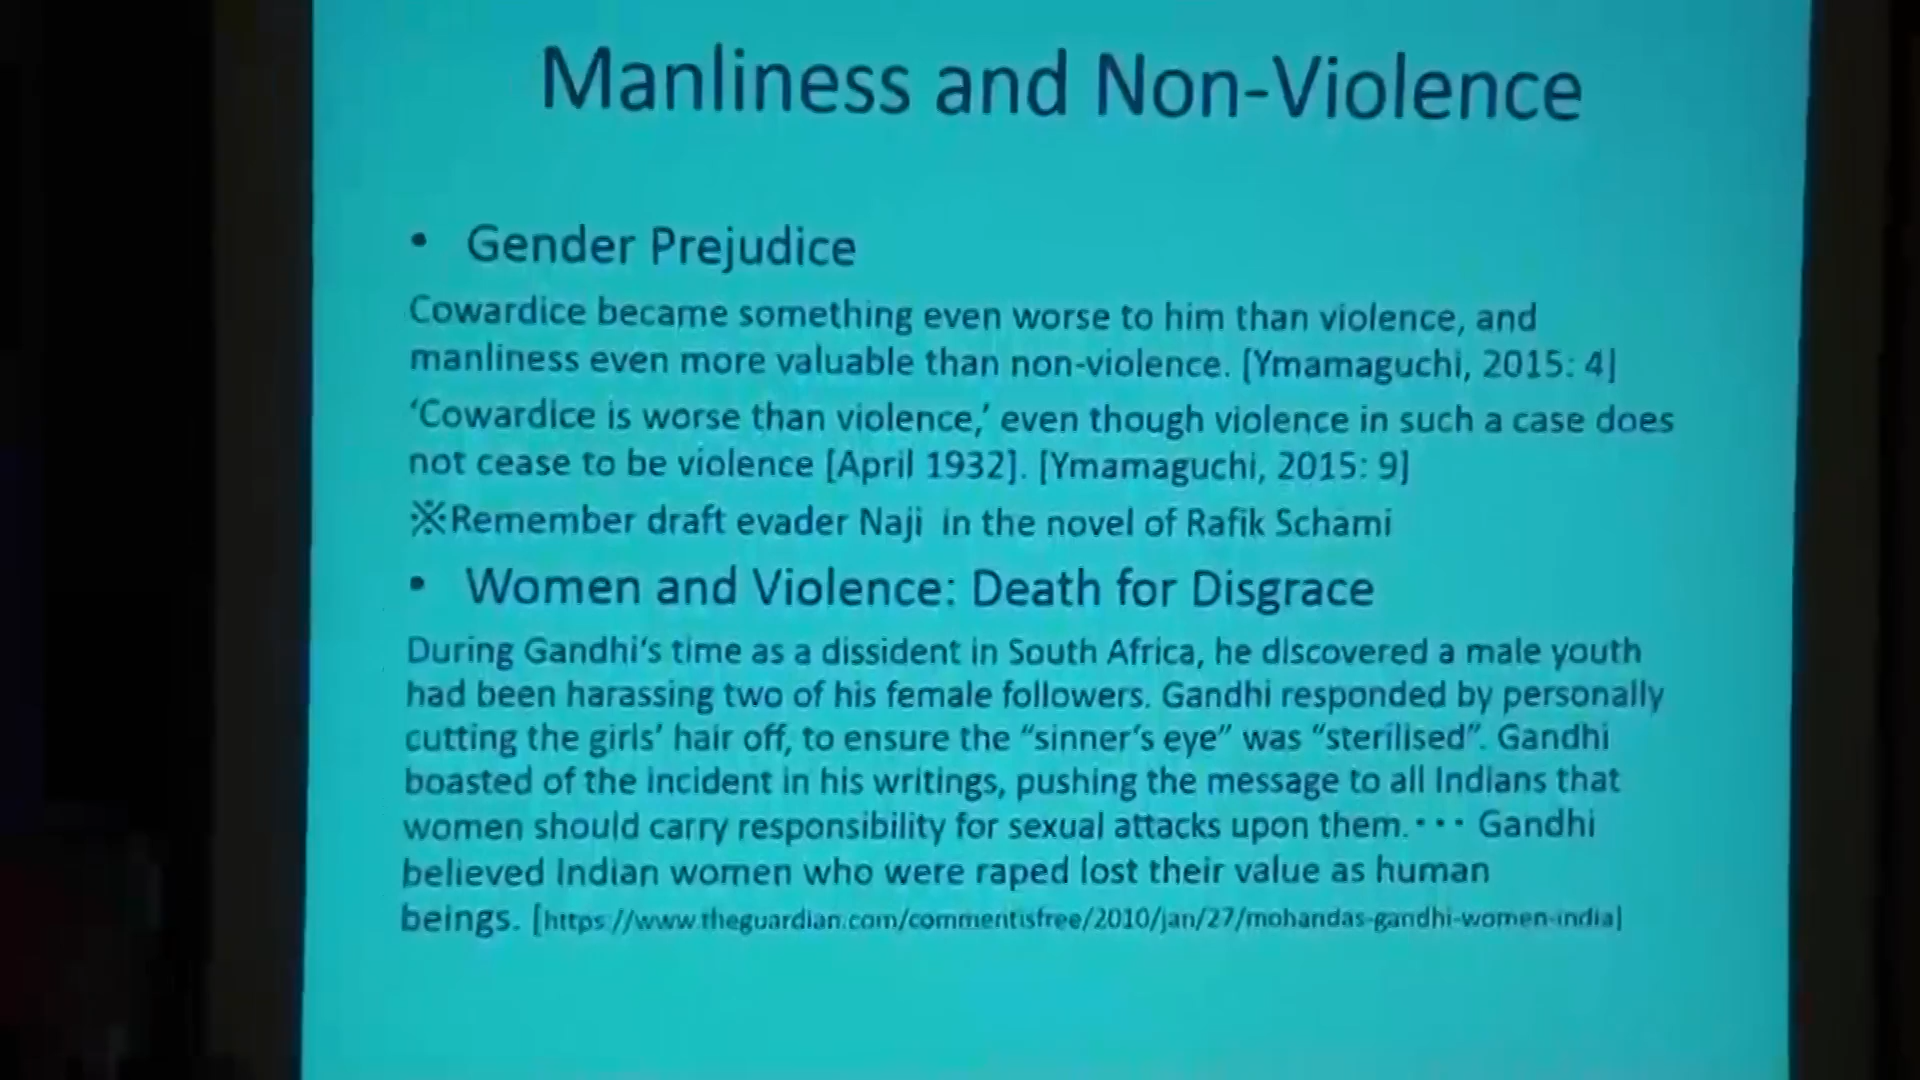 Manliness and Non-Violence
• Gender Prejudice
Cowardice became something even worse to him than violence, and
manliness even more valuable than non-violence. [Ymamaguchi, 2015: 4]
‘Cowardice is worse than violence,’ even though violence in such a case does
not cease to be violence [April 1932]. [Ymamaguchi, 2015: 9]
※Remember draft evader Naji in the novel of Rafik Schami
• Women and Violence: Death for Disgrace
During Gandhi‘s time as a dissident in South Africa, he discovered a male youth
had been harassing two of his female followers. Gandhi responded by personally
cutting the girls’ hair off, to ensure the “sinner’s eye” was “sterilised”. Gandhi
boasted of the incident in his writings, pushing the message to all Indians that
women should carry responsibility for sexual attacks upon them.･･･ Gandhi
believed Indian women who were raped lost their value as human
beings. [https://www.theguardian.com/commentisfree/2010/jan/27/mohandas-gandhi-women-india]